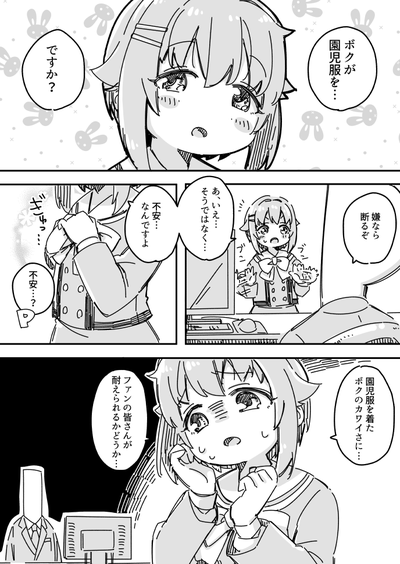 ボクが
園児服を…
ですか？
嫌なら
断るぞ
あ、いえ…
そうではなく…
不安…
なんですよ
ぎゅっ…
不安…？
P
園児服を着た
ボクのカワイさに…
ファンの皆さんが
耐えられるかどうか…